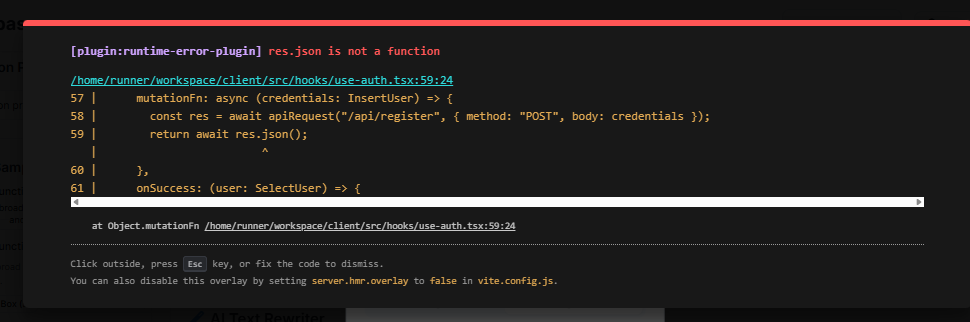 [plugin:runtime-error-plugin] res.json is not a function
/home/runner/workspace/client/src/hooks/use-auth.tsx:59:24
57 |      mutationFn: async (credentials: InsertUser) => {
58 |        const res = await apiRequest("/api/register", { method: "POST", body: credentials });
59 |        return await res.json();
   |                         ^
60 |      },
61 |      onSuccess: (user: SelectUser) => {
at Object.mutationFn /home/runner/workspace/client/src/hooks/use-auth.tsx:59:24
Click outside, press Esc key, or fix the code to dismiss.
You can also disable this overlay by setting server.hmr.overlay to false in vite.config.js.
AI Text Rewriter